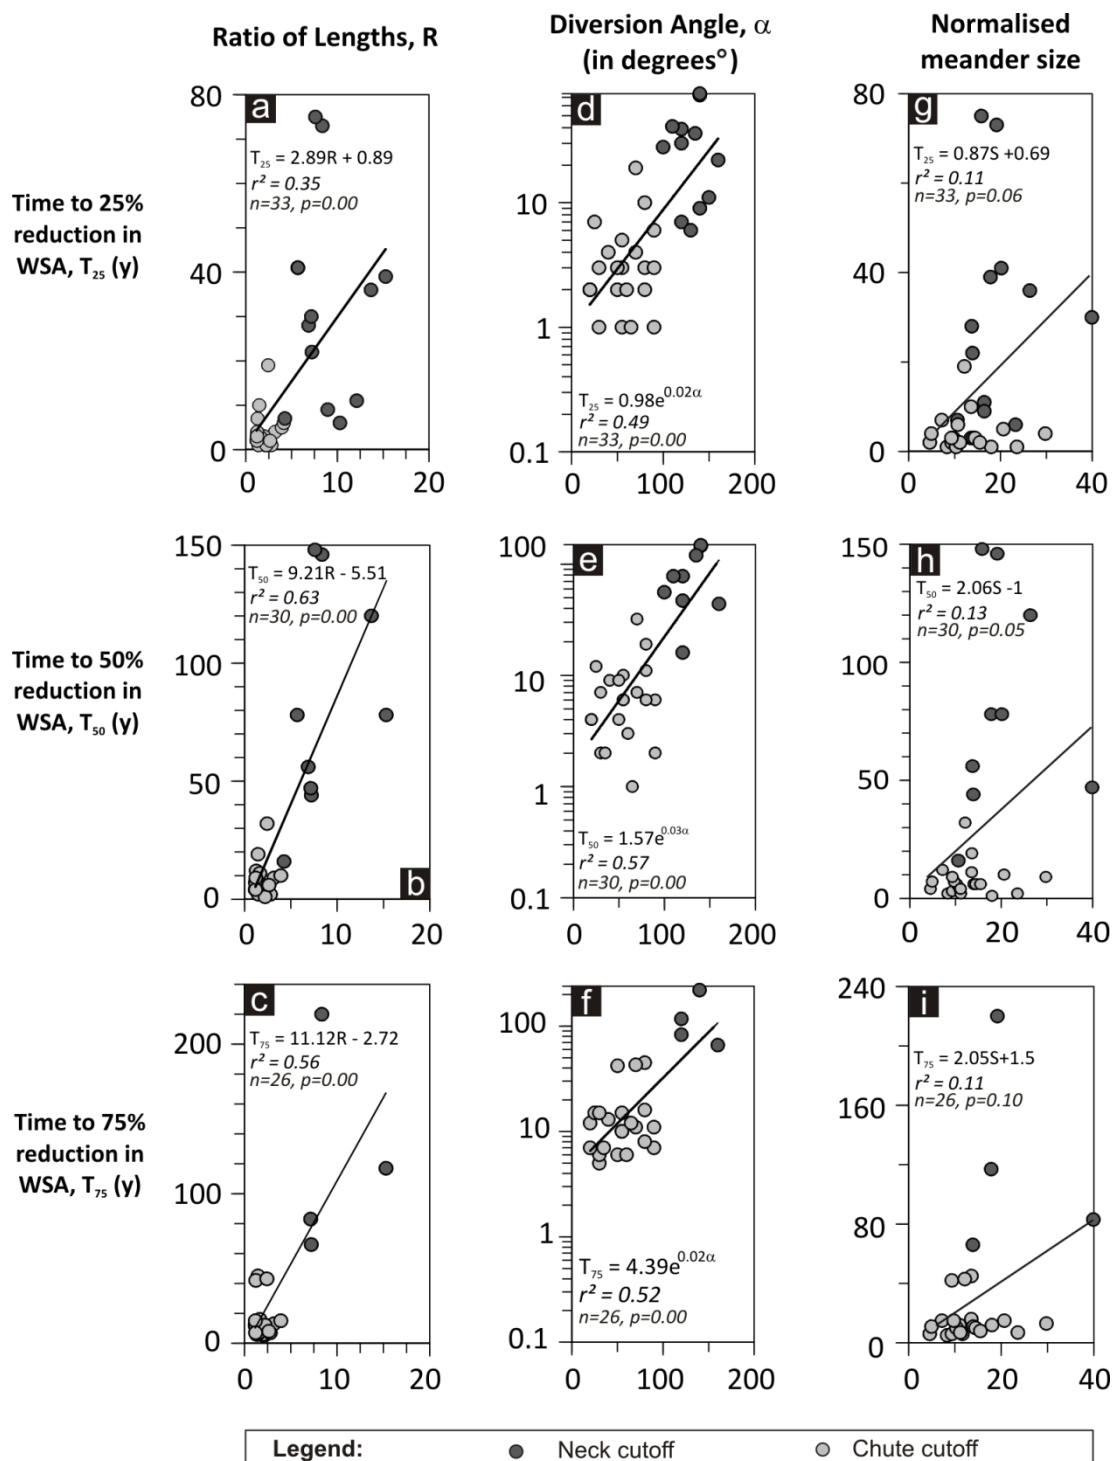 Ratio of Lengths, R
Diversion Angle, α
(in degrees°)
Normalised
meander size
Time to 25%
reduction in
WSA, T₂₅ (y)
a
T₂₅ = 2.89R + 0.89
r² = 0.35
n=33, p=0.00
80
40
0
0 10 20
d
T₂₅ = 0.98e^0.02α
r² = 0.49
n=33, p=0.00
10
1
0.1
0 100 200
g
T₂₅ = 0.87S +0.69
r² = 0.11
n=33, p=0.06
80
40
0
0 20 40
Time to 50%
reduction in
WSA, T₅₀ (y)
b
T₅₀ = 9.21R - 5.51
r² = 0.63
n=30, p=0.00
150
100
50
0
0 10 20
e
T₅₀ = 1.57e^0.03α
r² = 0.57
n=30, p=0.00
100
10
1
0.1
0 100 200
h
T₅₀ = 2.06S -1
r² = 0.13
n=30, p=0.05
150
100
50
0
0 20 40
Time to 75%
reduction in
WSA, T₇₅ (y)
c
T₇₅ = 11.12R - 2.72
r² = 0.56
n=26, p=0.00
200
100
0
0 10 20
f
T₇₅ = 4.39e^0.02α
r² = 0.52
n=26, p=0.00
100
10
1
0.1
0 100 200
i
T₇₅ = 2.05S+1.5
r² = 0.11
n=26, p=0.10
240
160
80
0
0 20 40
Legend: Neck cutoff Chute cutoff